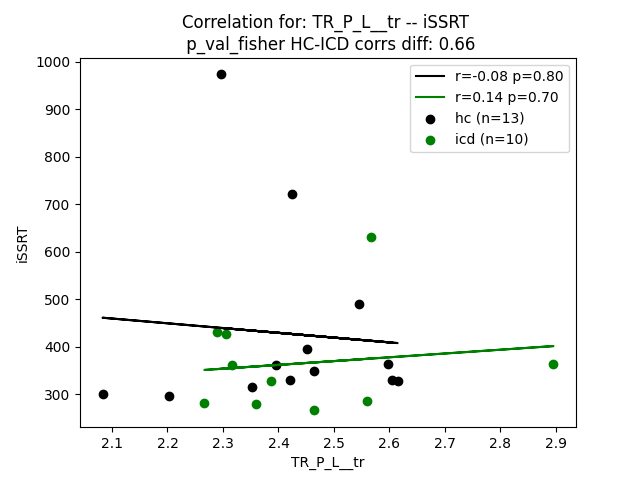 Correlation for: TR_P_L__tr -- iSSRT
p_val_fisher HC-ICD corrs diff: 0.66
r=-0.08 p=0.80
r=0.14 p=0.70
hc (n=13)
icd (n=10)
1000
900
800
700
600
500
400
300
iSSRT
2.1 2.2 2.3 2.4 2.5 2.6 2.7 2.8 2.9
TR_P_L__tr